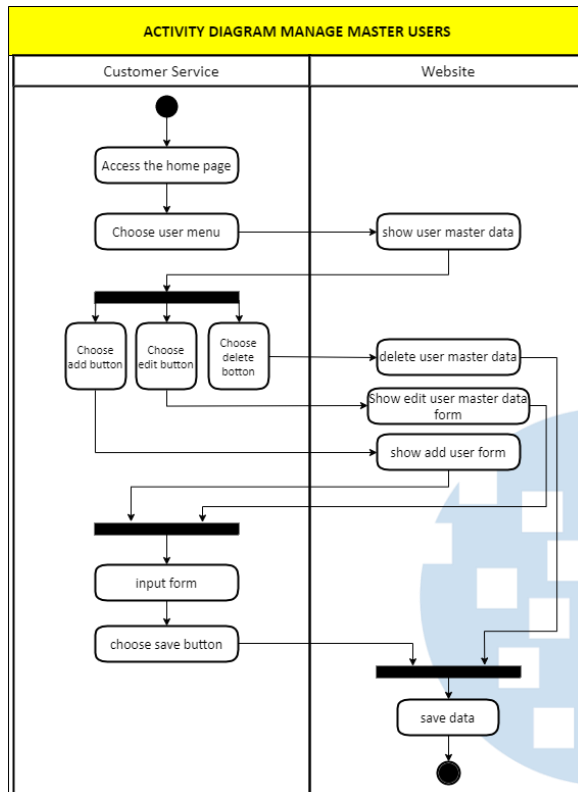 ACTIVITY DIAGRAM MANAGE MASTER USERS
Customer Service
Website
Access the home page
Choose user menu
show user master data
Choose
add button
Choose
edit button
Choose
delete
botton
delete user master data
Show edit user master data
form
show add user form
input form
choose save button
save data